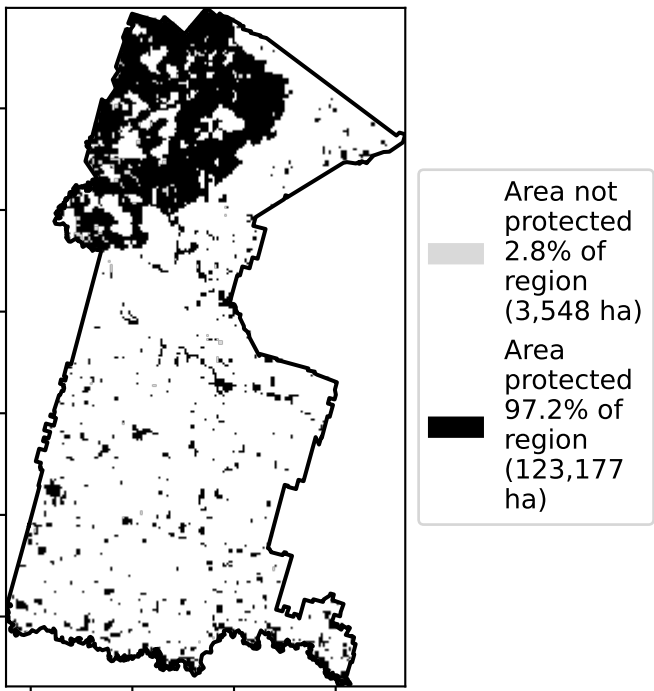 Area not
protected
2.8% of
region
(3,548 ha)
Area
protected
97.2% of
region
(123,177
ha)